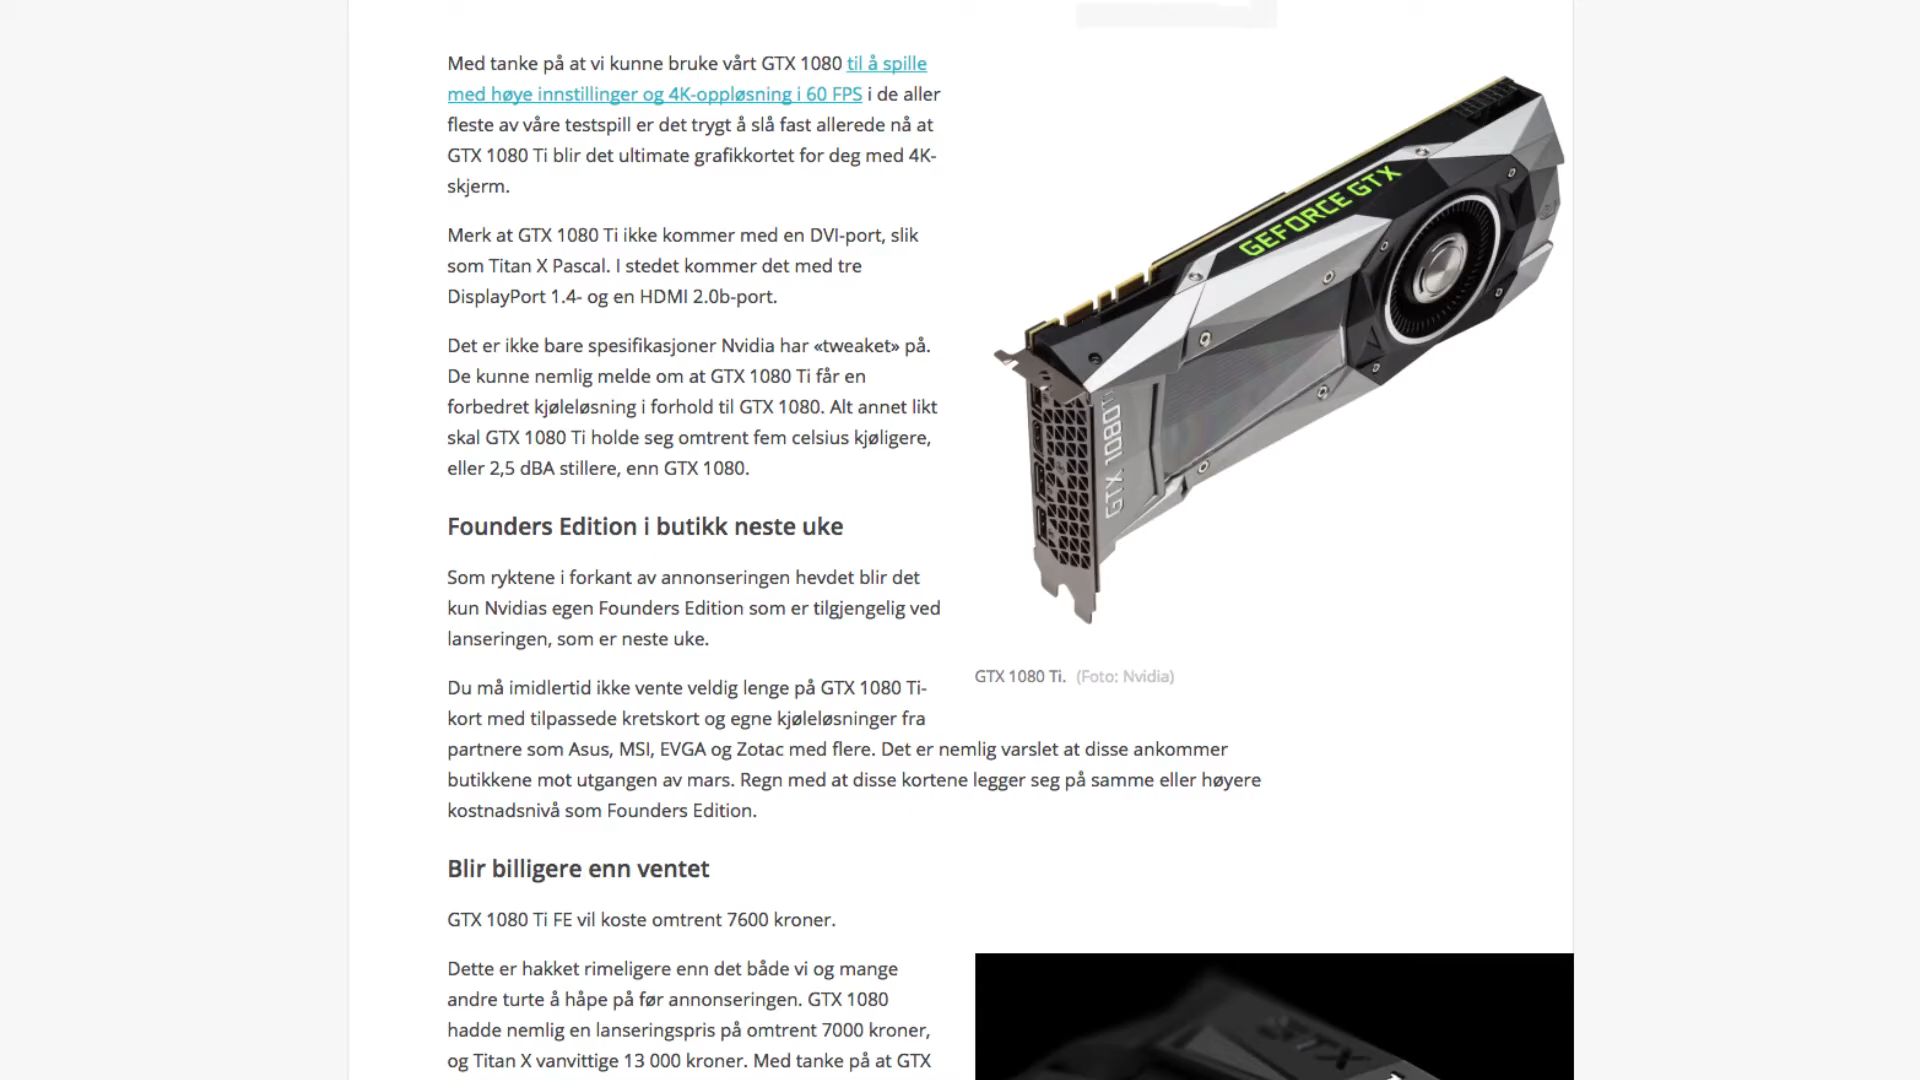 Med tanke på at vi kunne bruke vårt GTX 1080 til å spille
med høye innstillinger og 4K-oppløsning i 60 FPS i de aller
fleste av våre testspill er det trygt å slå fast allerede nå at
GTX 1080 Ti blir det ultimate grafikkortet for deg med 4K-
skjerm.
Merk at GTX 1080 Ti ikke kommer med en DVI-port, slik
som Titan X Pascal. I stedet kommer det med tre
DisplayPort 1.4- og en HDMI 2.0b-port.
Det er ikke bare spesifikasjoner Nvidia har «tweaket» på.
De kunne nemlig melde om at GTX 1080 Ti får en
forbedret kjøleløsning i forhold til GTX 1080. Alt annet likt
skal GTX 1080 Ti holde seg omtrent fem celsius kjøligere,
eller 2,5 dBA stillere, enn GTX 1080.
GEFORCE GTX
GTX 1080 Ti
GTX 1080 Ti. (Foto: Nvidia)
Founders Edition i butikk neste uke
Som ryktene i forkant av annonseringen hevdet blir det
kun Nvidias egen Founders Edition som er tilgjengelig ved
lanseringen, som er neste uke.
Du må imidlertid ikke vente veldig lenge på GTX 1080 Ti-
kort med tilpassede kretskort og egne kjøleløsninger fra
partnere som Asus, MSI, EVGA og Zotac med flere. Det er nemlig varslet at disse ankommer
butikkene mot utgangen av mars. Regn med at disse kortene legger seg på samme eller høyere
kostnadsnivå som Founders Edition.
Blir billigere enn ventet
GTX 1080 Ti FE vil koste omtrent 7600 kroner.
Dette er hakket rimeligere enn det både vi og mange
andre turte å håpe på før annonseringen. GTX 1080
hadde nemlig en lanseringspris på omtrent 7000 kroner,
og Titan X vanvittige 13 000 kroner. Med tanke på at GTX
GTX